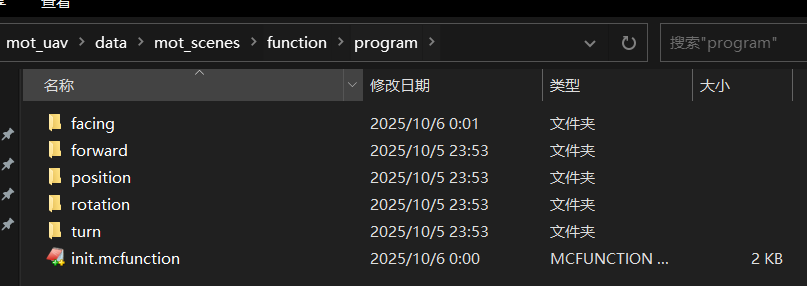 查看
mot_uav > data > mot_scenes > function > program > 搜索"program"
名称 修改日期 类型 大小
facing 2025/10/6 0:01 文件夹
forward 2025/10/5 23:53 文件夹
position 2025/10/5 23:53 文件夹
rotation 2025/10/5 23:53 文件夹
turn 2025/10/5 23:53 文件夹
init.mcfunction 2025/10/6 0:00 MCFUNCTION ... 2 KB